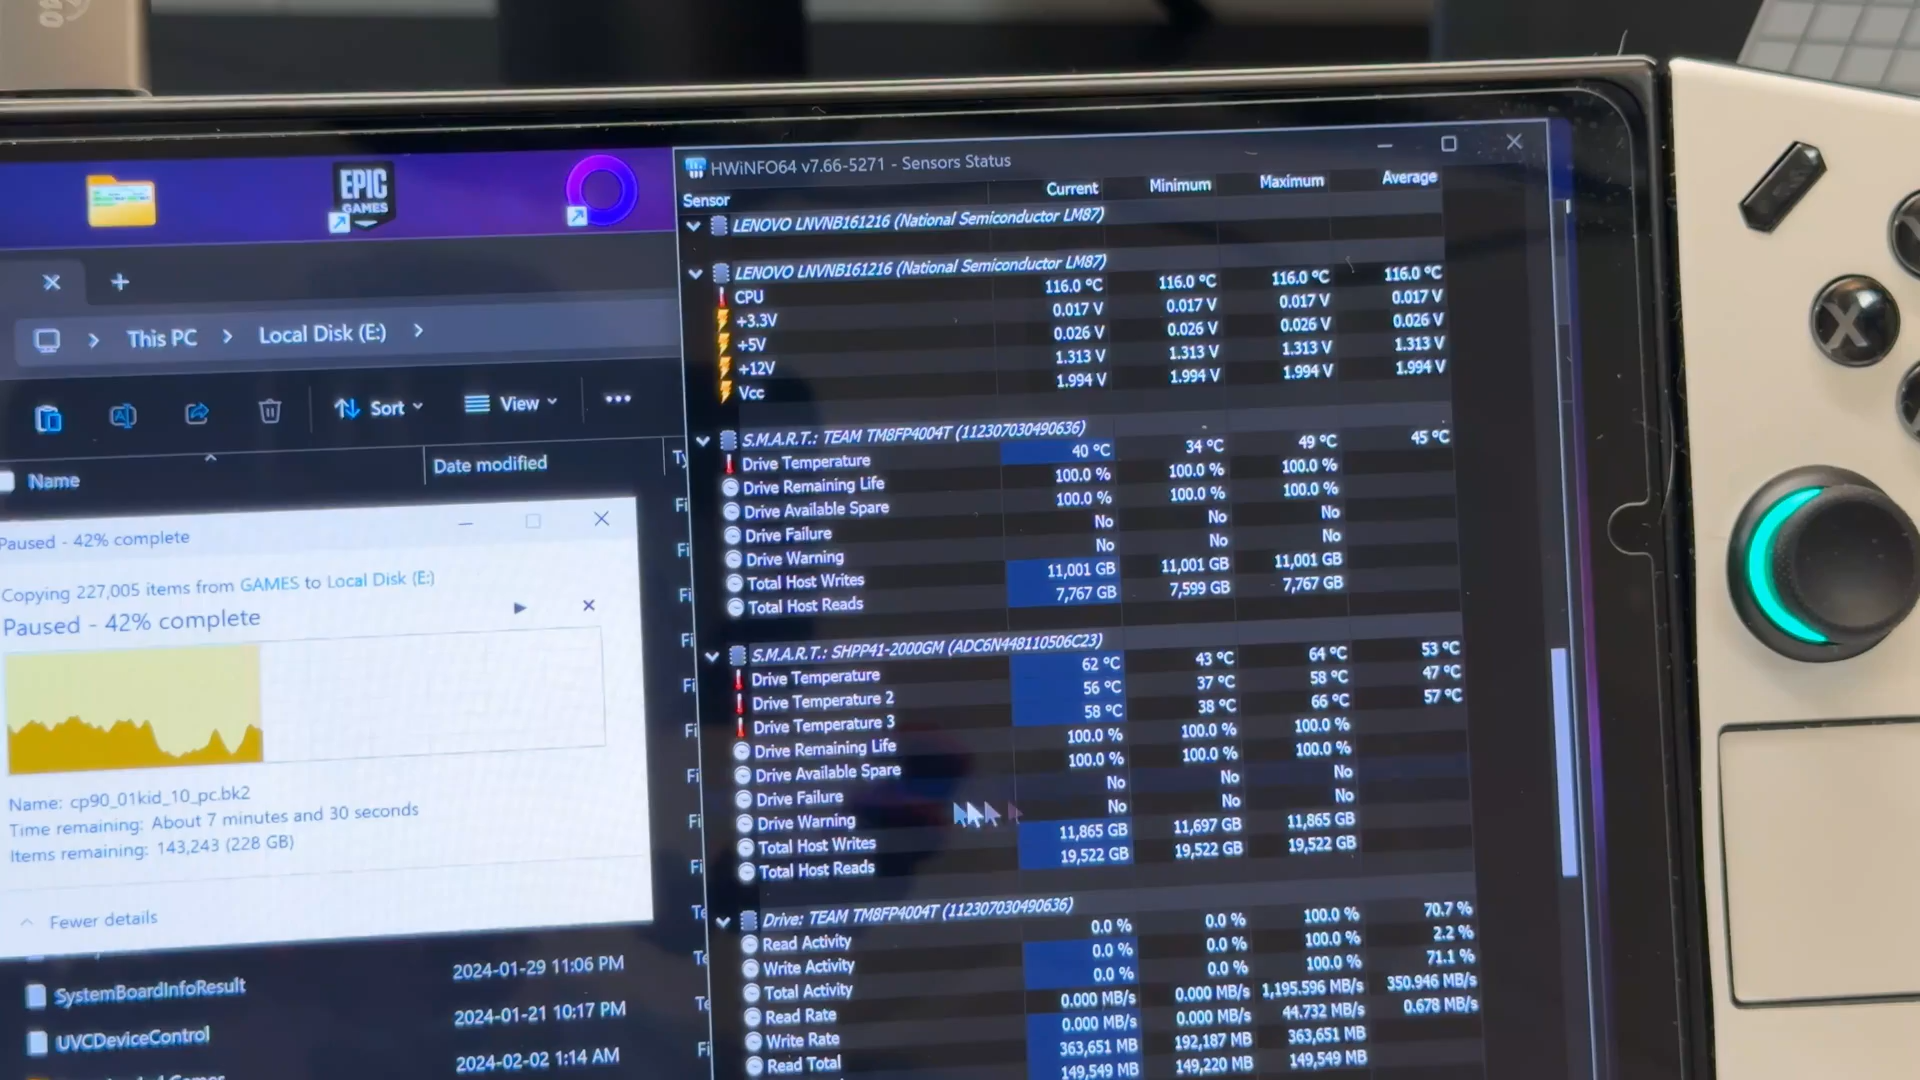 EPIC
GAMES
This PC
Local Disk (E:)
Sort
View
Name
Date modified
Paused - 42% complete
Copying 227,005 items from GAMES to Local Disk (E:)
Paused - 42% complete
Name: cp90_01kid_10_pc.bk2
Time remaining: About 7 minutes and 30 seconds
Items remaining: 143,243 (228 GB)
Fewer details
2024-01-29 11:06 PM
SystemBoardInfoResult
2024-01-21 10:17 PM
UVCDeviceControl
2024-02-02 1:14 AM
HWiNFO64 v7.66-5271 - Sensors Status
Sensor Current Minimum Maximum Average
LENOVO LNVNB161216 (National Semiconductor LM87)
LENOVO LNVNB161216 (National Semiconductor LM87)
CPU 116.0 °C 116.0 °C 116.0 °C 116.0 °C
+3.3V 0.017 V 0.017 V 0.017 V 0.017 V
+5V 0.026 V 0.026 V 0.026 V 0.026 V
+12V 1.313 V 1.313 V 1.313 V 1.313 V
Vcc 1.994 V 1.994 V 1.994 V 1.994 V
S.M.A.R.T.: TEAM TM8FP4004T (112307030490636)
Drive Temperature 40 °C 34 °C 49 °C 45 °C
Drive Remaining Life 100.0 % 100.0 % 100.0 %
Drive Available Spare 100.0 % 100.0 % 100.0 %
Drive Failure No No No
Drive Warning No No No
Total Host Writes 11,001 GB 11,001 GB 11,001 GB
Total Host Reads 7,767 GB 7,599 GB 7,767 GB
S.M.A.R.T.: SHPP41-2000GM (ADC6N448110506C23)
Drive Temperature 62 °C 43 °C 64 °C 53 °C
Drive Temperature 2 56 °C 37 °C 58 °C 47 °C
Drive Temperature 3 58 °C 38 °C 66 °C 57 °C
Drive Remaining Life 100.0 % 100.0 % 100.0 %
Drive Available Spare 100.0 % 100.0 % 100.0 %
Drive Failure No No No
Drive Warning No No No
Total Host Writes 11,865 GB 11,697 GB 11,865 GB
Total Host Reads 19,522 GB 19,522 GB 19,522 GB
Drive: TEAM TM8FP4004T (112307030490636)
Read Activity 0.0 % 0.0 % 100.0 % 70.7 %
Write Activity 0.0 % 0.0 % 100.0 % 2.2 %
Total Activity 0.0 % 0.0 % 100.0 % 71.1 %
Read Rate 0.000 MB/s 0.000 MB/s 1,195.596 MB/s 350.946 MB/s
Write Rate 0.000 MB/s 0.000 MB/s 44.732 MB/s 0.678 MB/s
Read Total 363,651 MB 192,187 MB 363,651 MB
149,549 MB 149,220 MB 149,549 MB
X